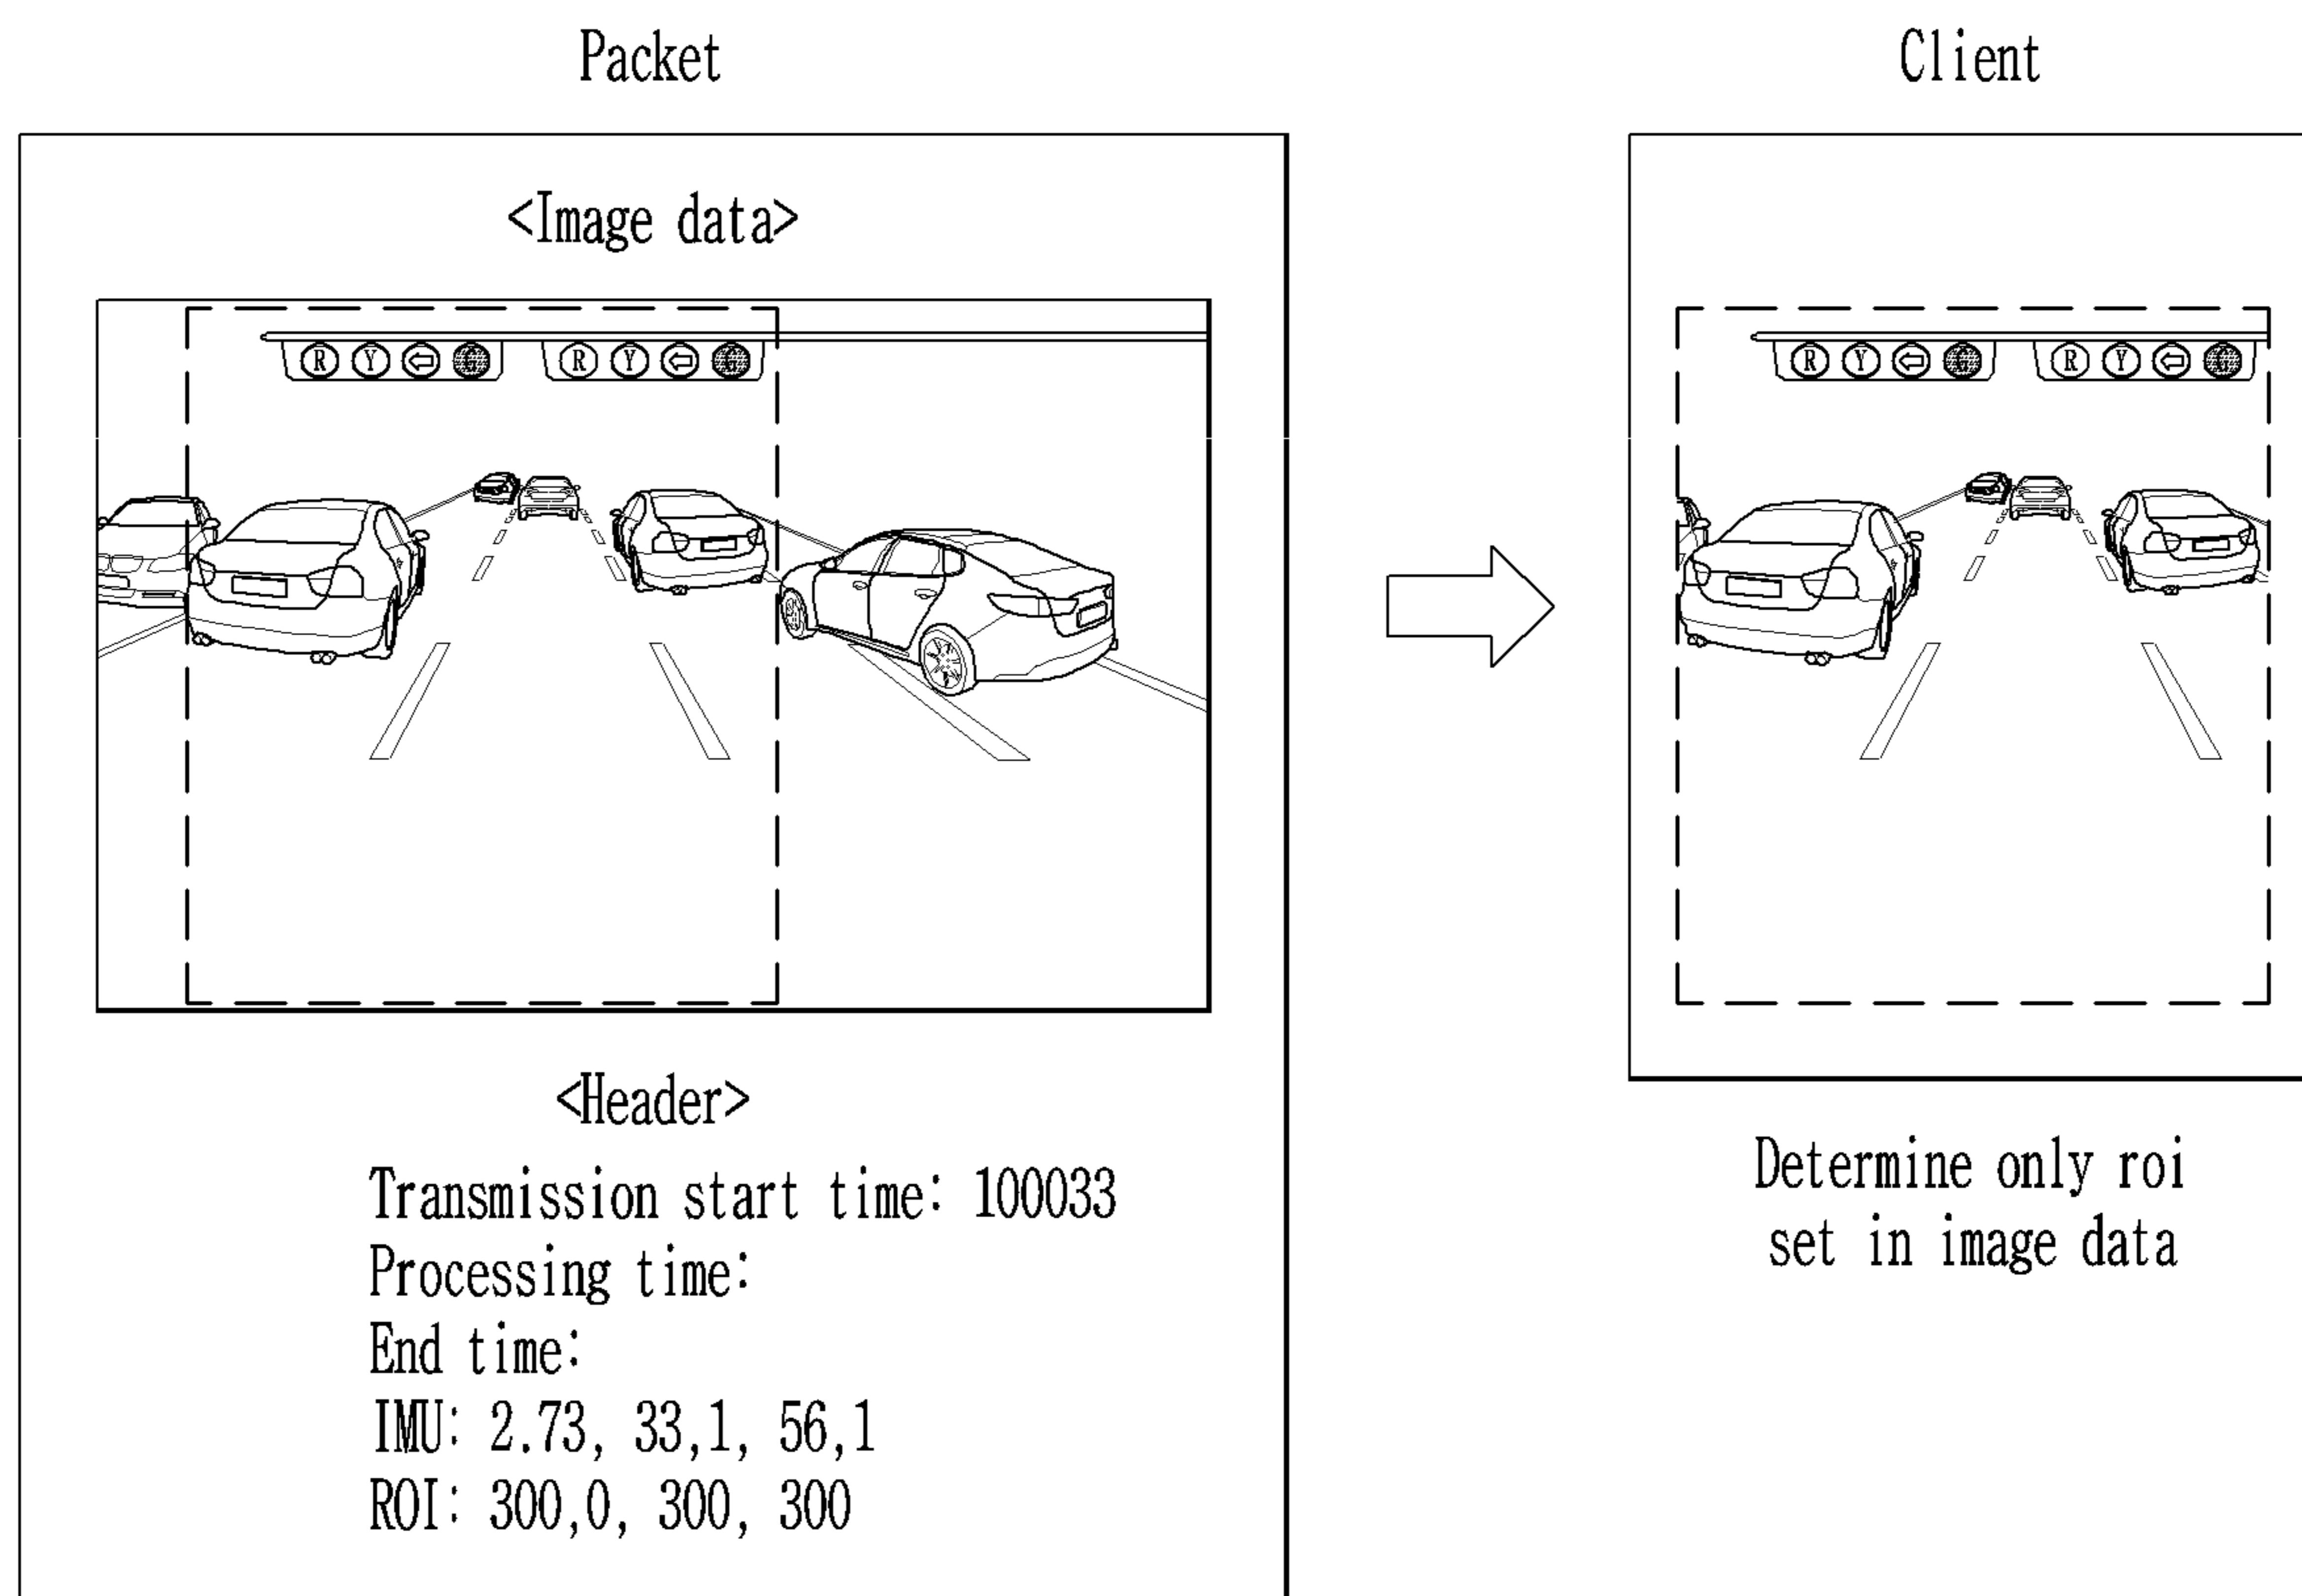 Packet
Client
<Image data>
R Y G R Y G
R Y G R Y G
<Header>
Transmission start time: 100033
Processing time:
End time:
IMU: 2.73, 33,1, 56,1
ROI: 300,0, 300, 300
Determine only roi
set in image data